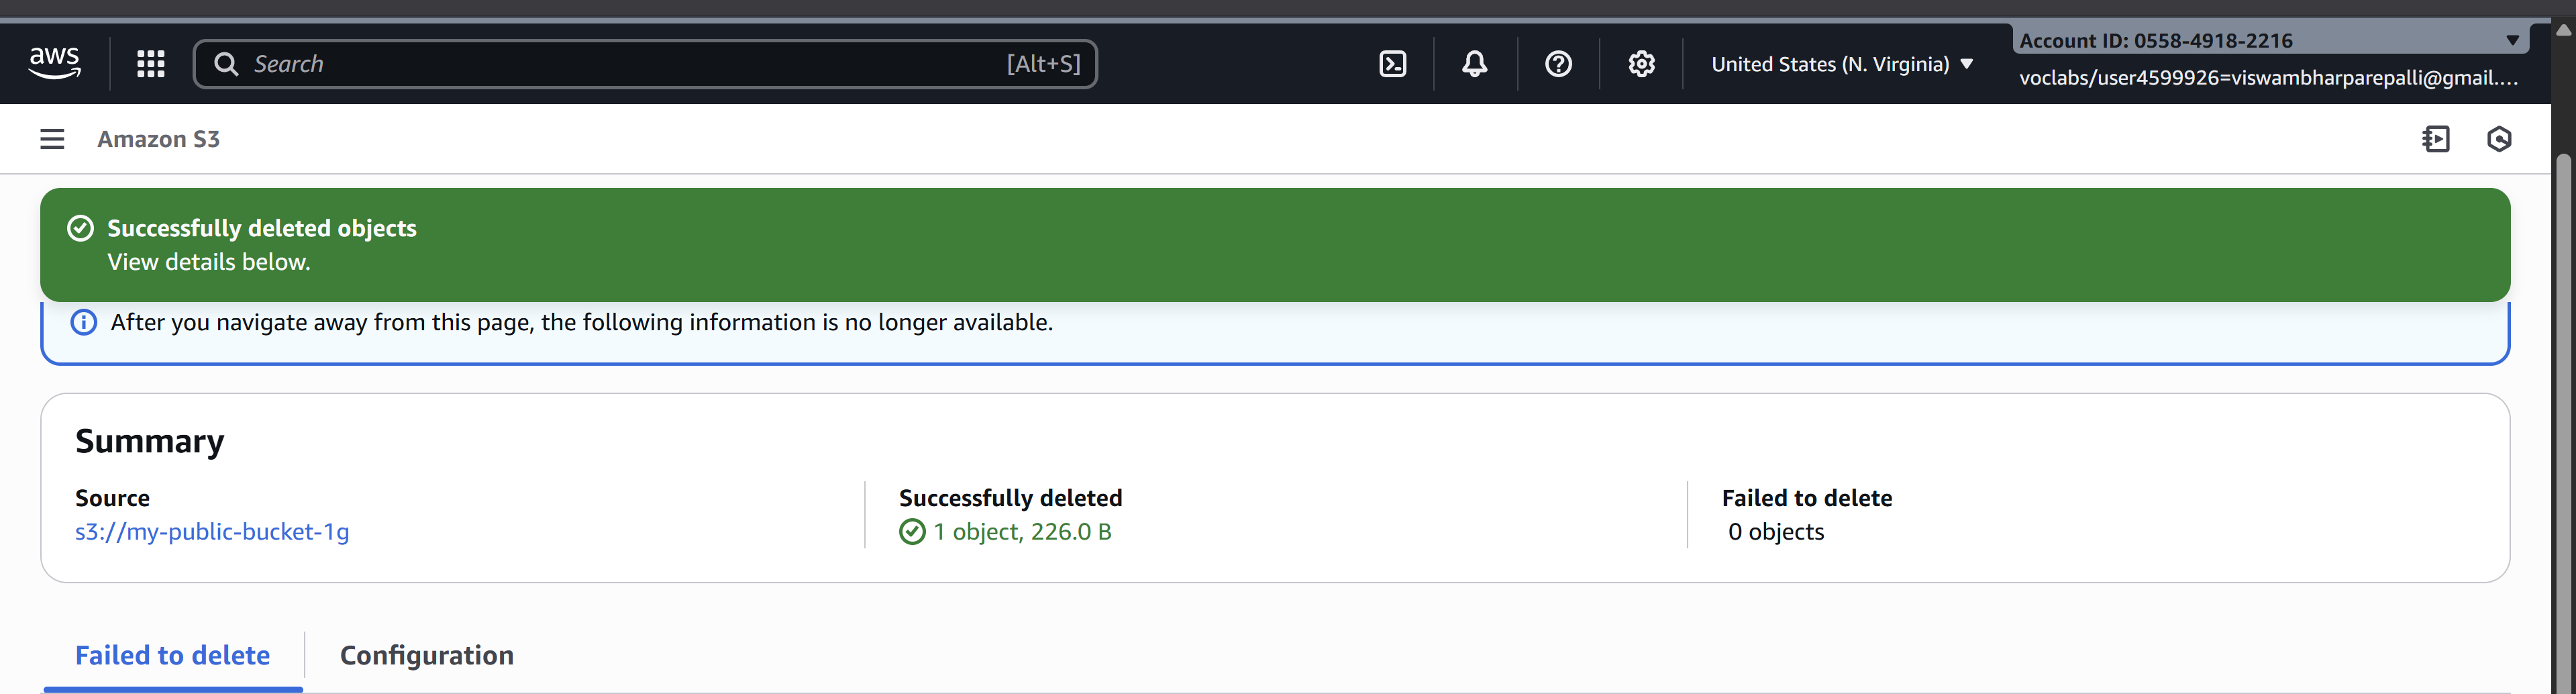 aws
Search [Alt+S]
United States (N. Virginia)
Account ID: 0558-4918-2216
voclabs/user4599926=viswambharparepalli@gmail....
Amazon S3
Successfully deleted objects
View details below.
After you navigate away from this page, the following information is no longer available.
Summary
Source
s3://my-public-bucket-1g
Successfully deleted
1 object, 226.0 B
Failed to delete
0 objects
Failed to delete
Configuration